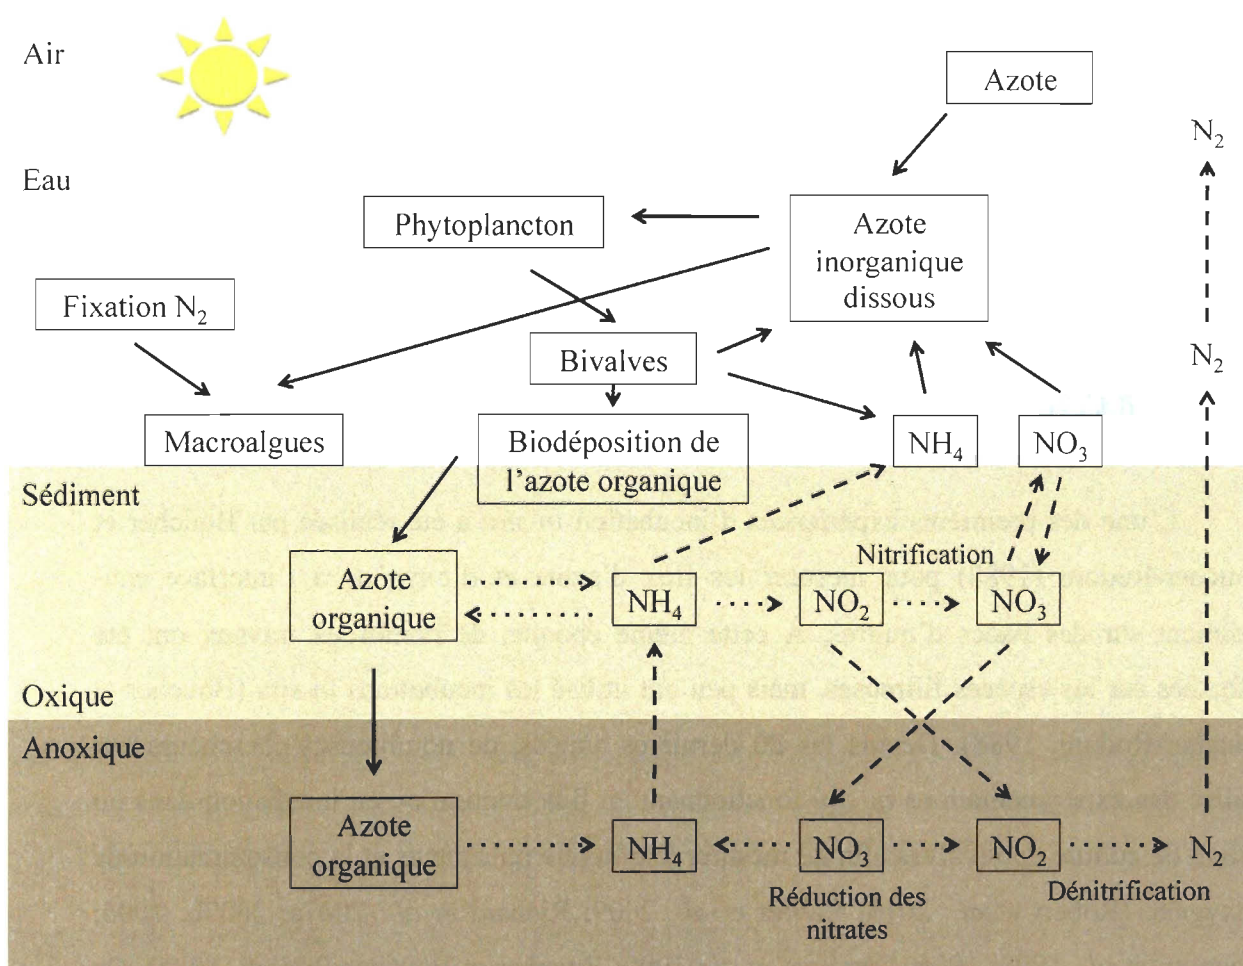 Air
Azote
N2
Eau
Phytoplancton
Azote
inorganique
dissous
Fixation N2
Bivalves
N2
Macroalgues
Biodéposition de
l'azote organique
NH4
NO3
Sédiment
Nitrification
Azote
organique
NH4
NO2
NO3
Oxique
Anoxique
Azote
organique
NH4
NO3
NO2
N2
Réduction des
nitrates
Dénitrification